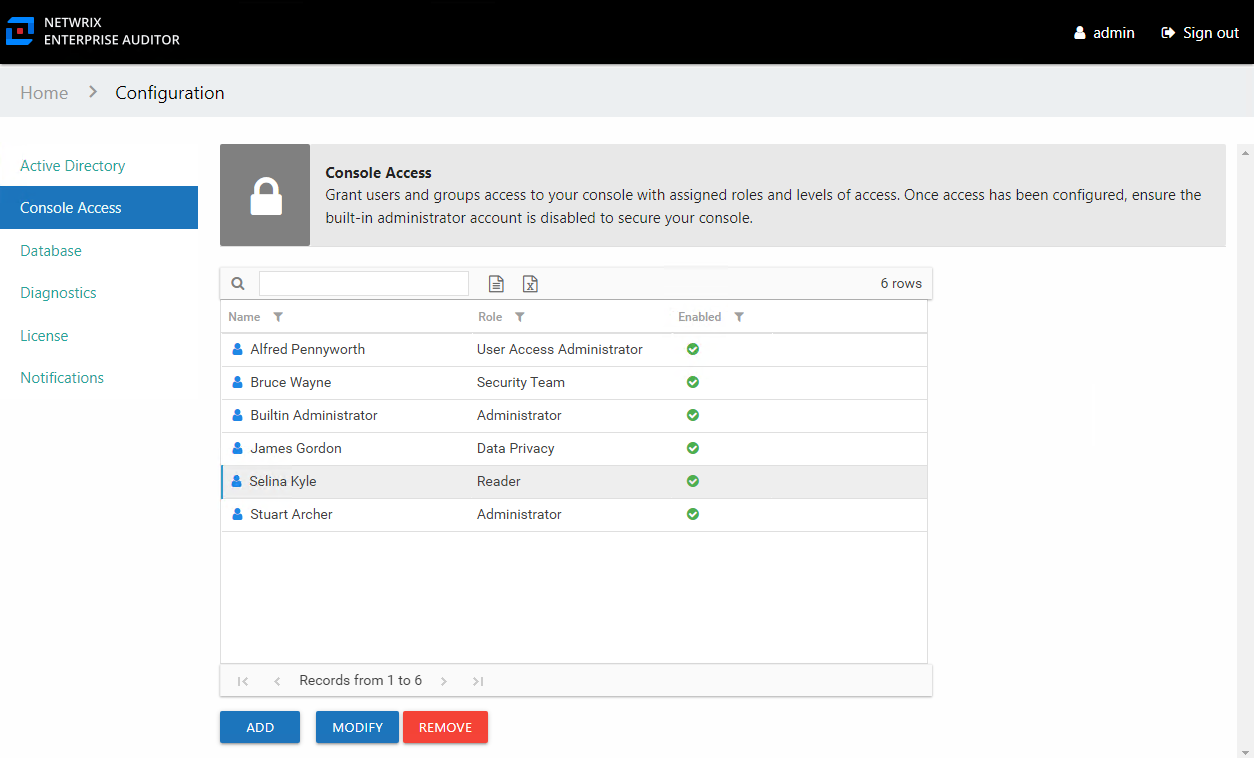 NETWRIX
ENTERPRISE AUDITOR
admin
Sign out
Home
Configuration
Active Directory
Console Access
Database
Diagnostics
License
Notifications
Console Access
Grant users and groups access to your console with assigned roles and levels of access. Once access has been configured, ensure the
built-in administrator account is disabled to secure your console.
6 rows
Name Role Enabled
Alfred Pennyworth User Access Administrator
Bruce Wayne Security Team
Builtin Administrator Administrator
James Gordon Data Privacy
Selina Kyle Reader
Stuart Archer Administrator
Records from 1 to 6
ADD MODIFY REMOVE